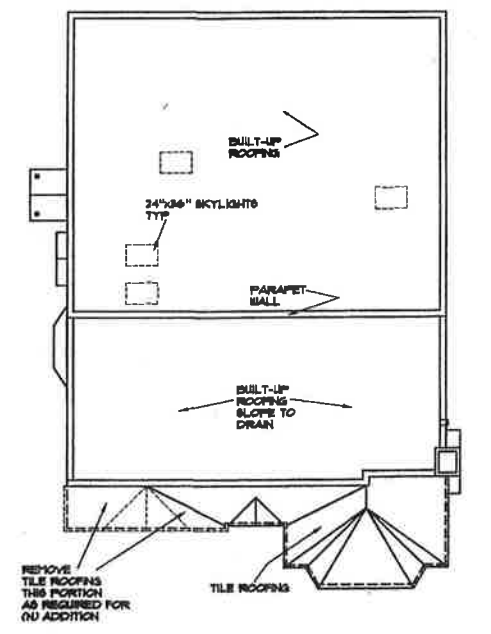 BUILT-UP
ROOFING
24"X36" SKYLIGHTS
TYP
PARAPET
WALL
BUILT-UP
ROOFING
SLOPE TO
DRAIN
REMOVE
TILE ROOFING
THIS PORTION
AS REQUIRED FOR
(N) ADDITION
TILE ROOFING